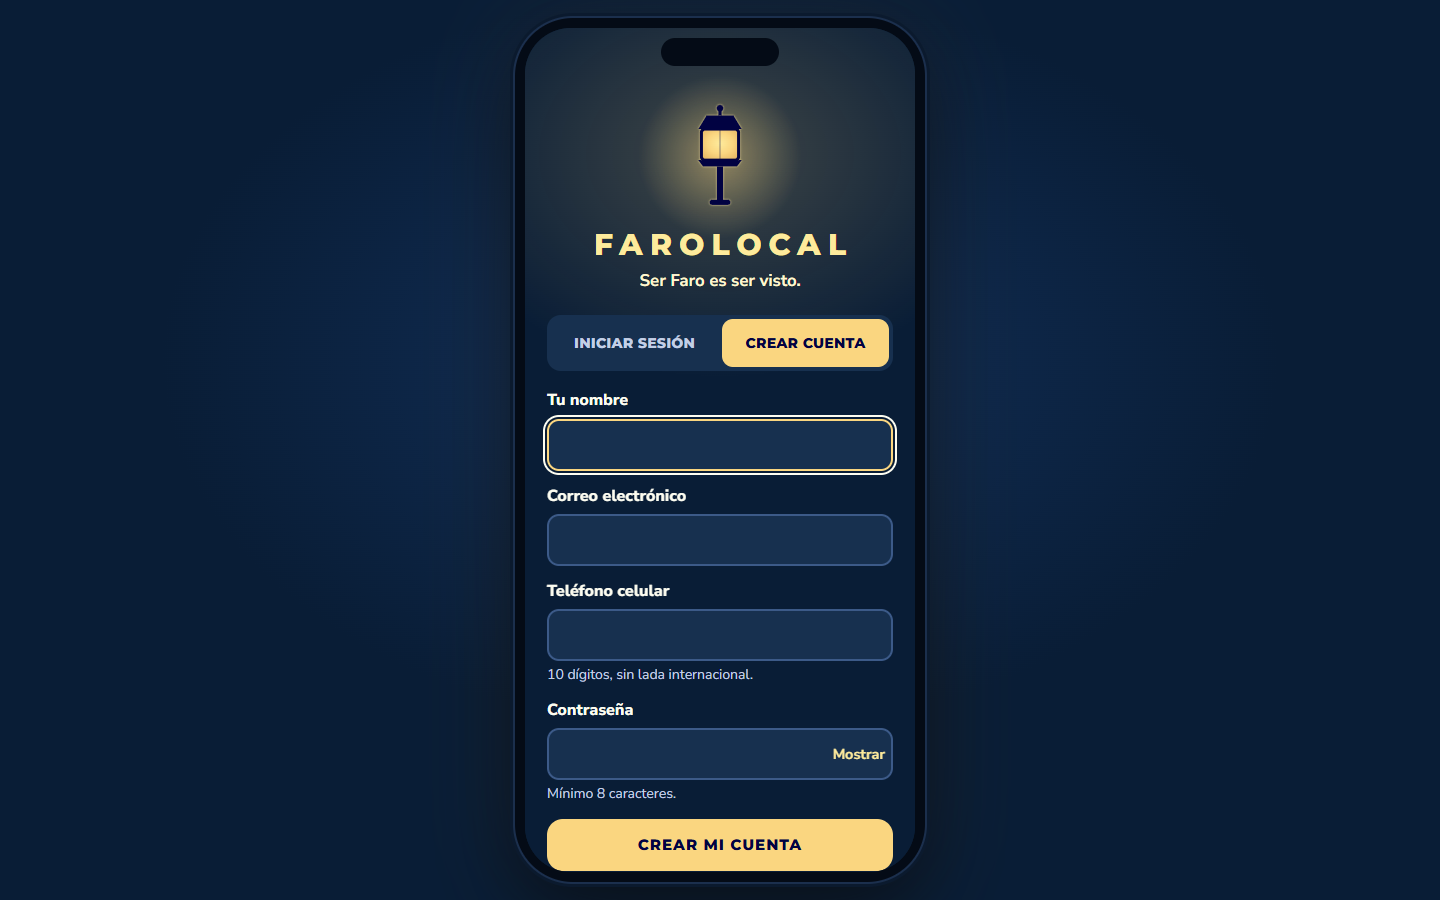 FAROLOCAL
Ser Faro es ser visto.
INICIAR SESIÓN
CREAR CUENTA
Tu nombre
Correo electrónico
Teléfono celular
10 dígitos, sin lada internacional.
Contraseña
Mostrar
Mínimo 8 caracteres.
CREAR MI CUENTA